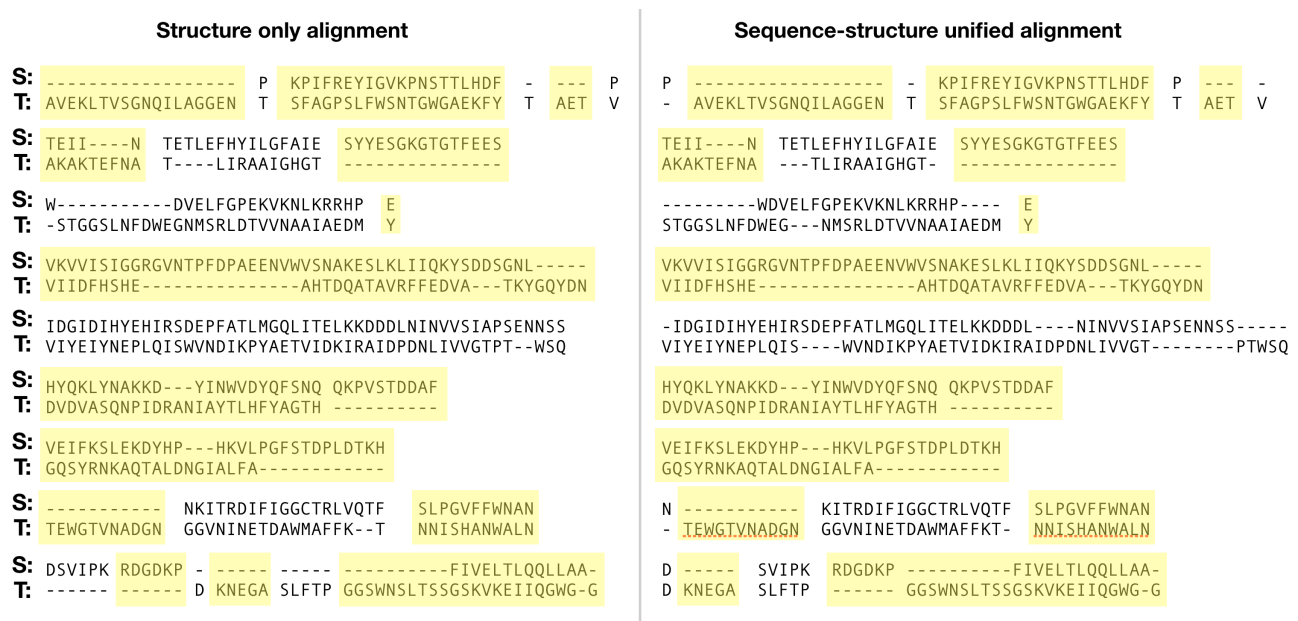 Structure only alignment
S: ------------------ P KPIFREYIGVKPNSTTLHDF - --- P
T: AVEKLTVSGNQILAGGEN T SFAGPSLFWSNTGWGAEKFY T AET V
S: TEII----N TETLEFHYILGFAIE SYYESGKGTGTFEES
T: AKAKTEFNA T----LIRAAIGHGT ---------------
S: W-----------DVELFGPEKVKNLKRRHP E
T: -STGGSLNFDWEGNMSRLDTVVNAAIAEDM Y
S: VKVVISIGGRGVNTPFDPAEENVWVSNAKESLKLIIQKYSDDSGNL-----
T: VIIDFHSHE---------------AHTDQATAVRFFEDVA---TKYGQYDN
S: IDGIDIHYEHIRSDEPFATLMGQLITELKKDDDLNINVVSIAPSENNSS
T: VIYEIYNEPLQISWVNDIKPYAETVIDKIRAIDPDNLIVVGTPT--WSQ
S: HYQKLYNAKKD---YINWVDYQFSNQ QKPVSTDDAF
T: DVDVASQNPIDRANIAYTLHFYAGTH ----------
S: VEIFKSLEKDYHP---HKVLPGFSTDPLDTKH
T: GQSYRNKAQTALDNGIALFA------------
S: ----------- NKITRDIFIGGCTRLVQTF SLPGVFFWNAN
T: TEWGTVNADGN GGVNINETDAWMAFFK--T NNISHANWALN
S: DSVIPK RDGDKP - ----- ----- ----------FIVELTLQQLLAA-
T: ------ ------ D KNEGA SLFTP GGSWNSLTSSGSKVKEIIQGWG-G
Sequence-structure unified alignment
P ------------------ - KPIFREYIGVKPNSTTLHDF P --- -
- AVEKLTVSGNQILAGGEN T SFAGPSLFWSNTGWGAEKFY T AET V
TEII----N TETLEFHYILGFAIE SYYESGKGTGTFEES
AKAKTEFNA ---TLIRAAIGHGT- ---------------
---------WDVELFGPEKVKNLKRRHP---- E
STGGSLNFDWEG---NMSRLDTVVNAAIAEDM Y
VKVVISIGGRGVNTPFDPAEENVWVSNAKESLKLIIQKYSDDSGNL-----
VIIDFHSHE---------------AHTDQATAVRFFEDVA---TKYGQYDN
-IDGIDIHYEHIRSDEPFATLMGQLITELKKDDDL----NINVVSIAPSENNSS-----
VIYEIYNEPLQIS----WVNDIKPYAETVIDKIRAIDPDNLIVVGT--------PTWSQ
HYQKLYNAKKD---YINWVDYQFSNQ QKPVSTDDAF
DVDVASQNPIDRANIAYTLHFYAGTH ----------
VEIFKSLEKDYHP---HKVLPGFSTDPLDTKH
GQSYRNKAQTALDNGIALFA------------
N ----------- KITRDIFIGGCTRLVQTF SLPGVFFWNAN
- TEWGTVNADGN GGVNINETDAWMAFFKT- NNISHANWALN
D ----- SVIPK RDGDKP ----------FIVELTLQQLLAA-
D KNEGA SLFTP ------ GGSWNSLTSSGSKVKEIIQGWG-G